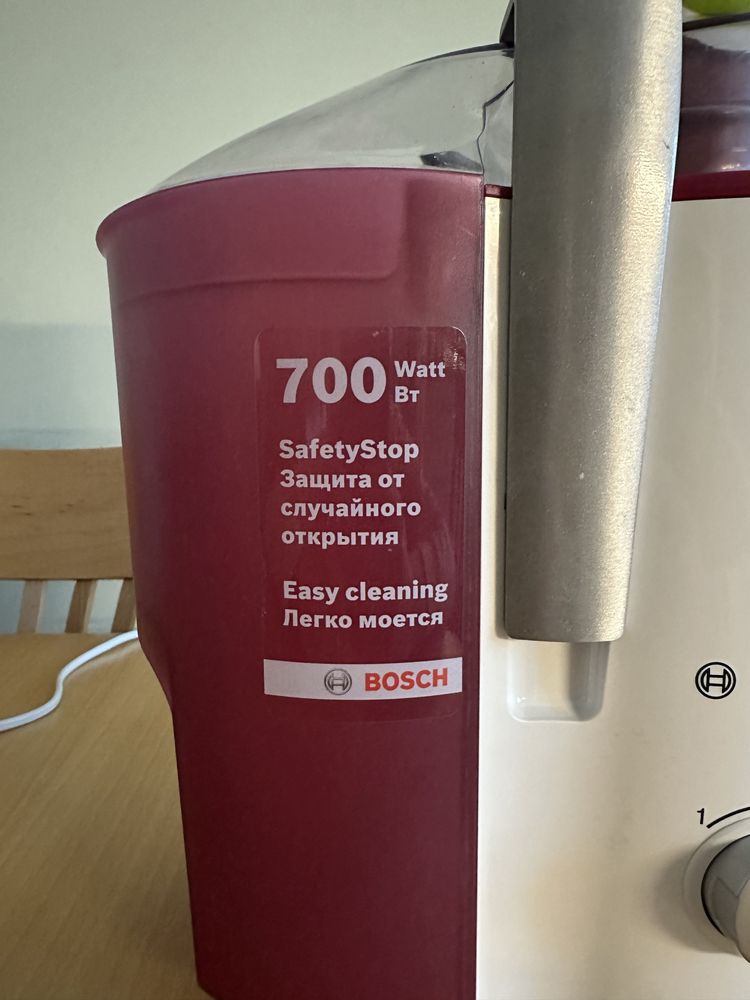 700 Watt
Вт
SafetyStop
Защита от
случайного
открытия
Easy cleaning
Легко моется
BOSCH
1